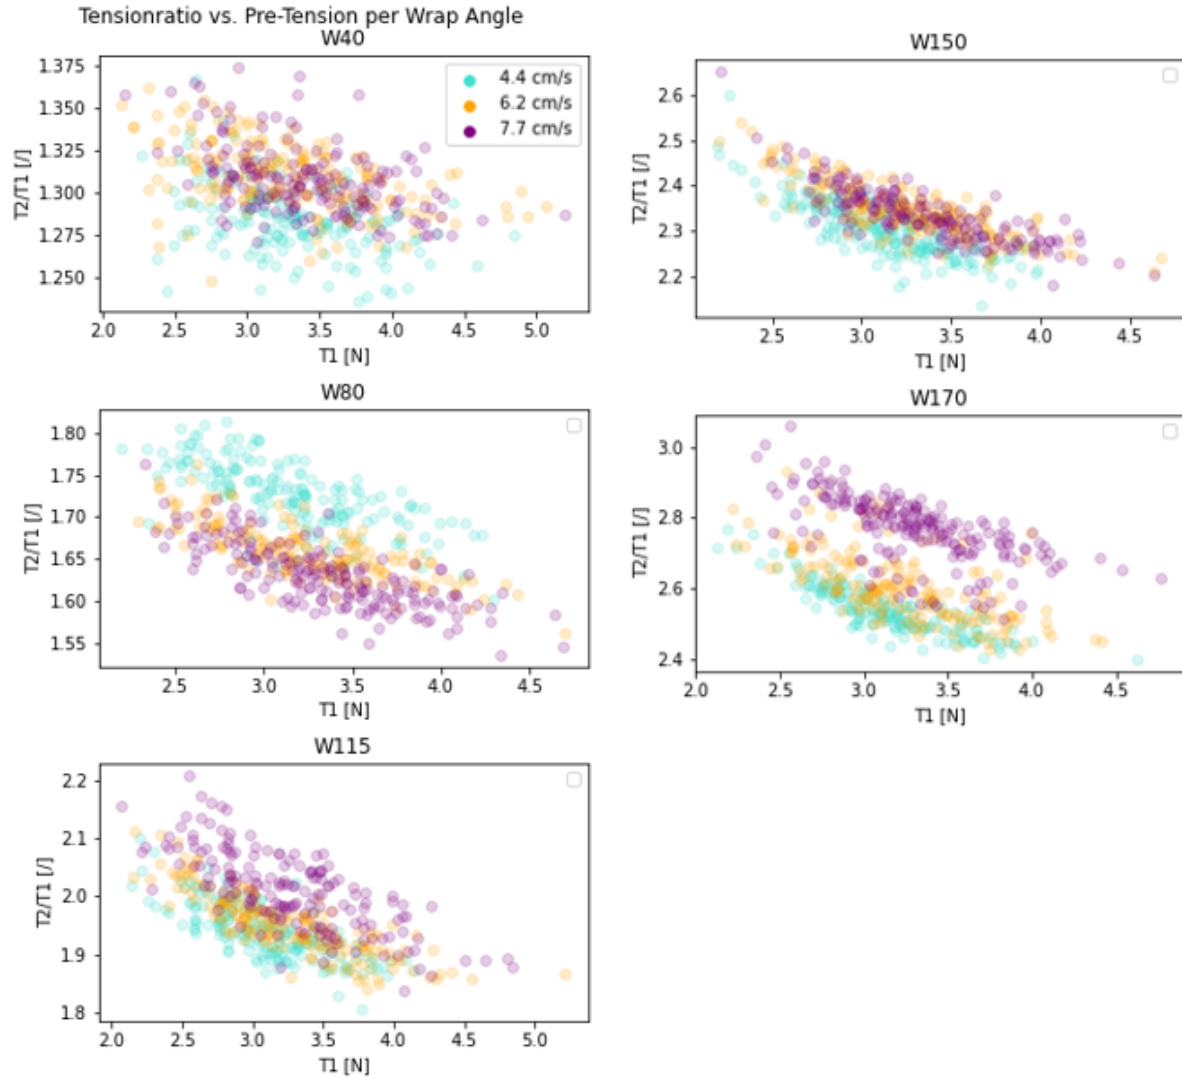 Tensionratio vs. Pre-Tension per Wrap Angle
W40
1.375
1.350
1.325
1.300
1.275
1.250
T2/T1 [/]
4.4 cm/s
6.2 cm/s
7.7 cm/s
2.0 2.5 3.0 3.5 4.0 4.5 5.0
T1 [N]
W150
2.6
2.5
2.4
2.3
2.2
T2/T1 [/]
2.5 3.0 3.5 4.0 4.5
T1 [N]
W80
1.80
1.75
1.70
1.65
1.60
1.55
T2/T1 [/]
2.5 3.0 3.5 4.0 4.5
T1 [N]
W170
3.0
2.8
2.6
2.4
T2/T1 [/]
2.0 2.5 3.0 3.5 4.0 4.5
T1 [N]
W115
2.2
2.1
2.0
1.9
1.8
T2/T1 [/]
2.0 2.5 3.0 3.5 4.0 4.5 5.0
T1 [N]